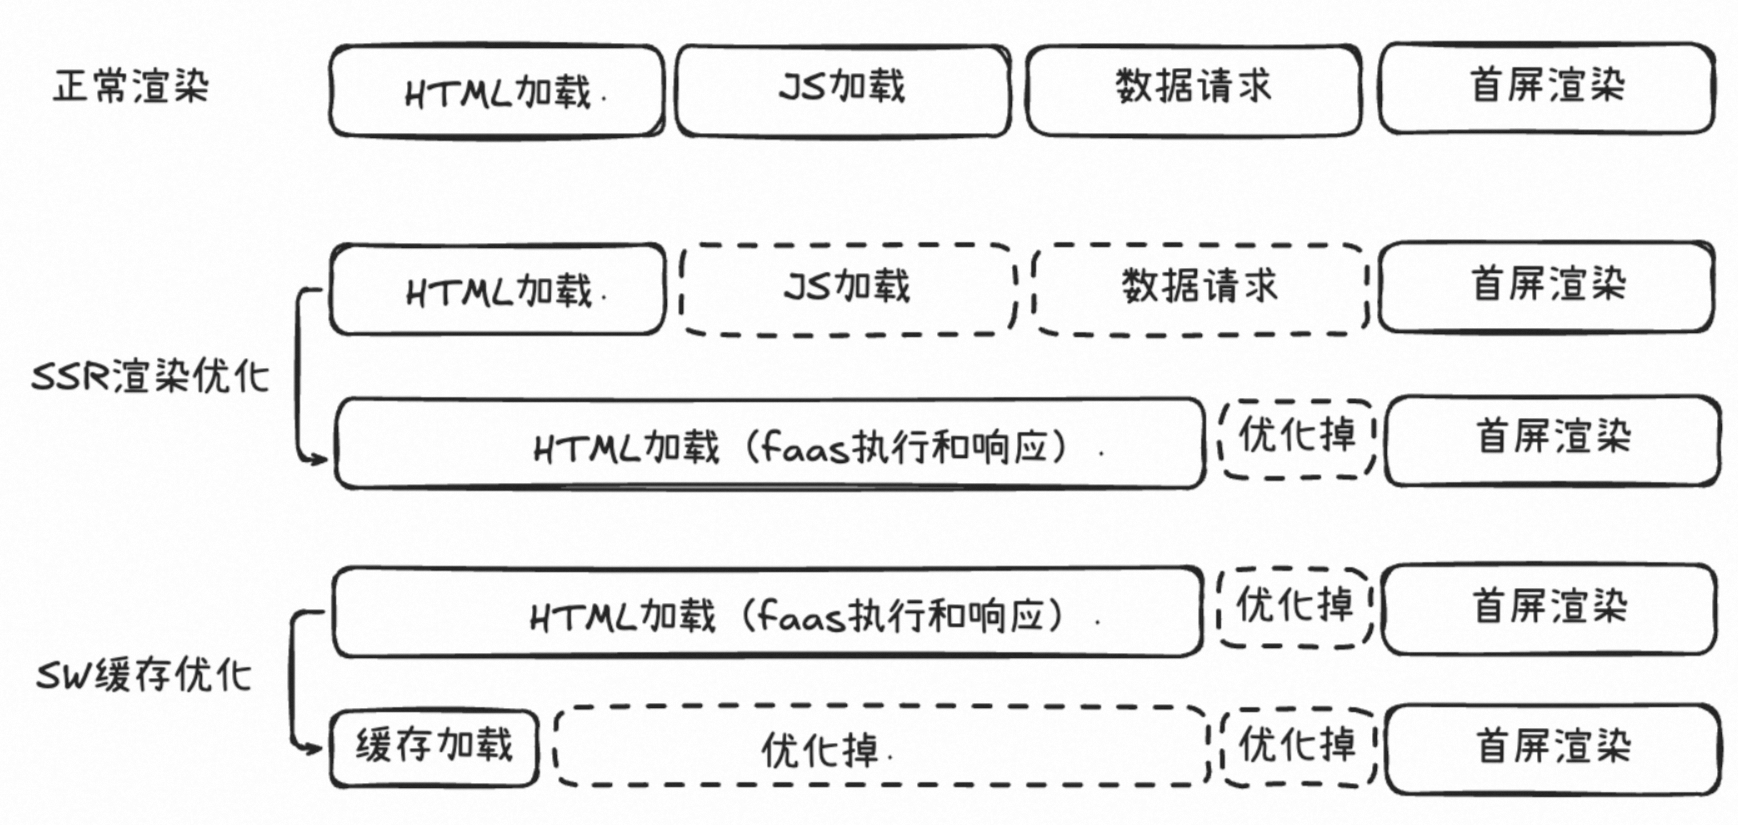 正常渲染
HTML加载.
JS加载
数据请求
首屏渲染
HTML加载.
JS加载
数据请求
首屏渲染
SSR渲染优化
HTML加载（faas执行和响应）.
优化掉
首屏渲染
HTML加载（faas执行和响应）.
优化掉
首屏渲染
SW缓存优化
缓存加载
优化掉.
优化掉
首屏渲染